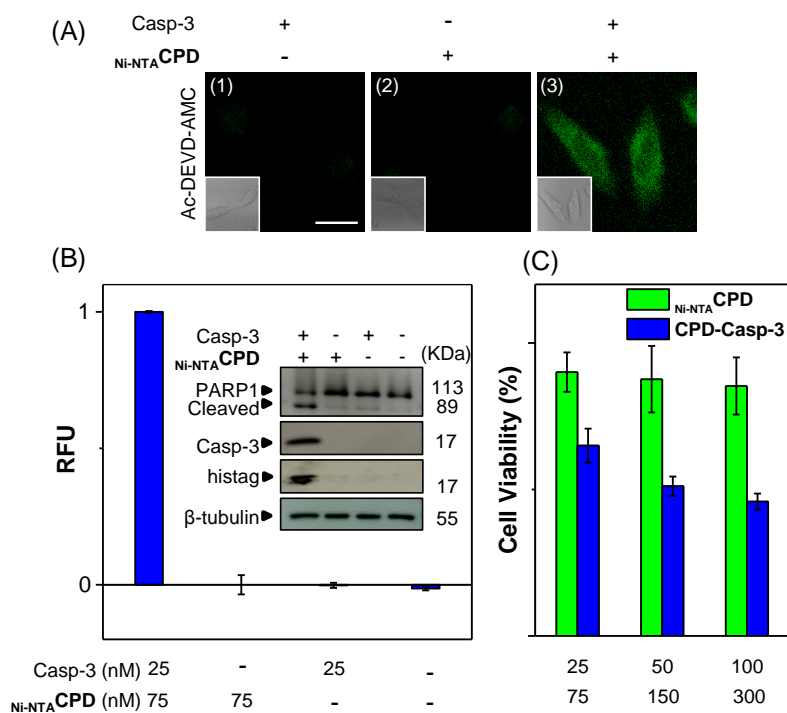 (A)
Casp-3 + - +
Ni-NTACPD - + +
Ac-DEVD-AMC
(1) (2) (3)
(B)
RFU
1
0
Casp-3 + - + -
Ni-NTACPD + + - - (KDa)
PARP1 113
Cleaved 89
Casp-3 17
histag 17
β-tubulin 55
Casp-3 (nM) 25 - 25 -
Ni-NTACPD (nM) 75 75 - -
(C)
Ni-NTACPD
CPD-Casp-3
Cell Viability (%)
25 50 100
75 150 300